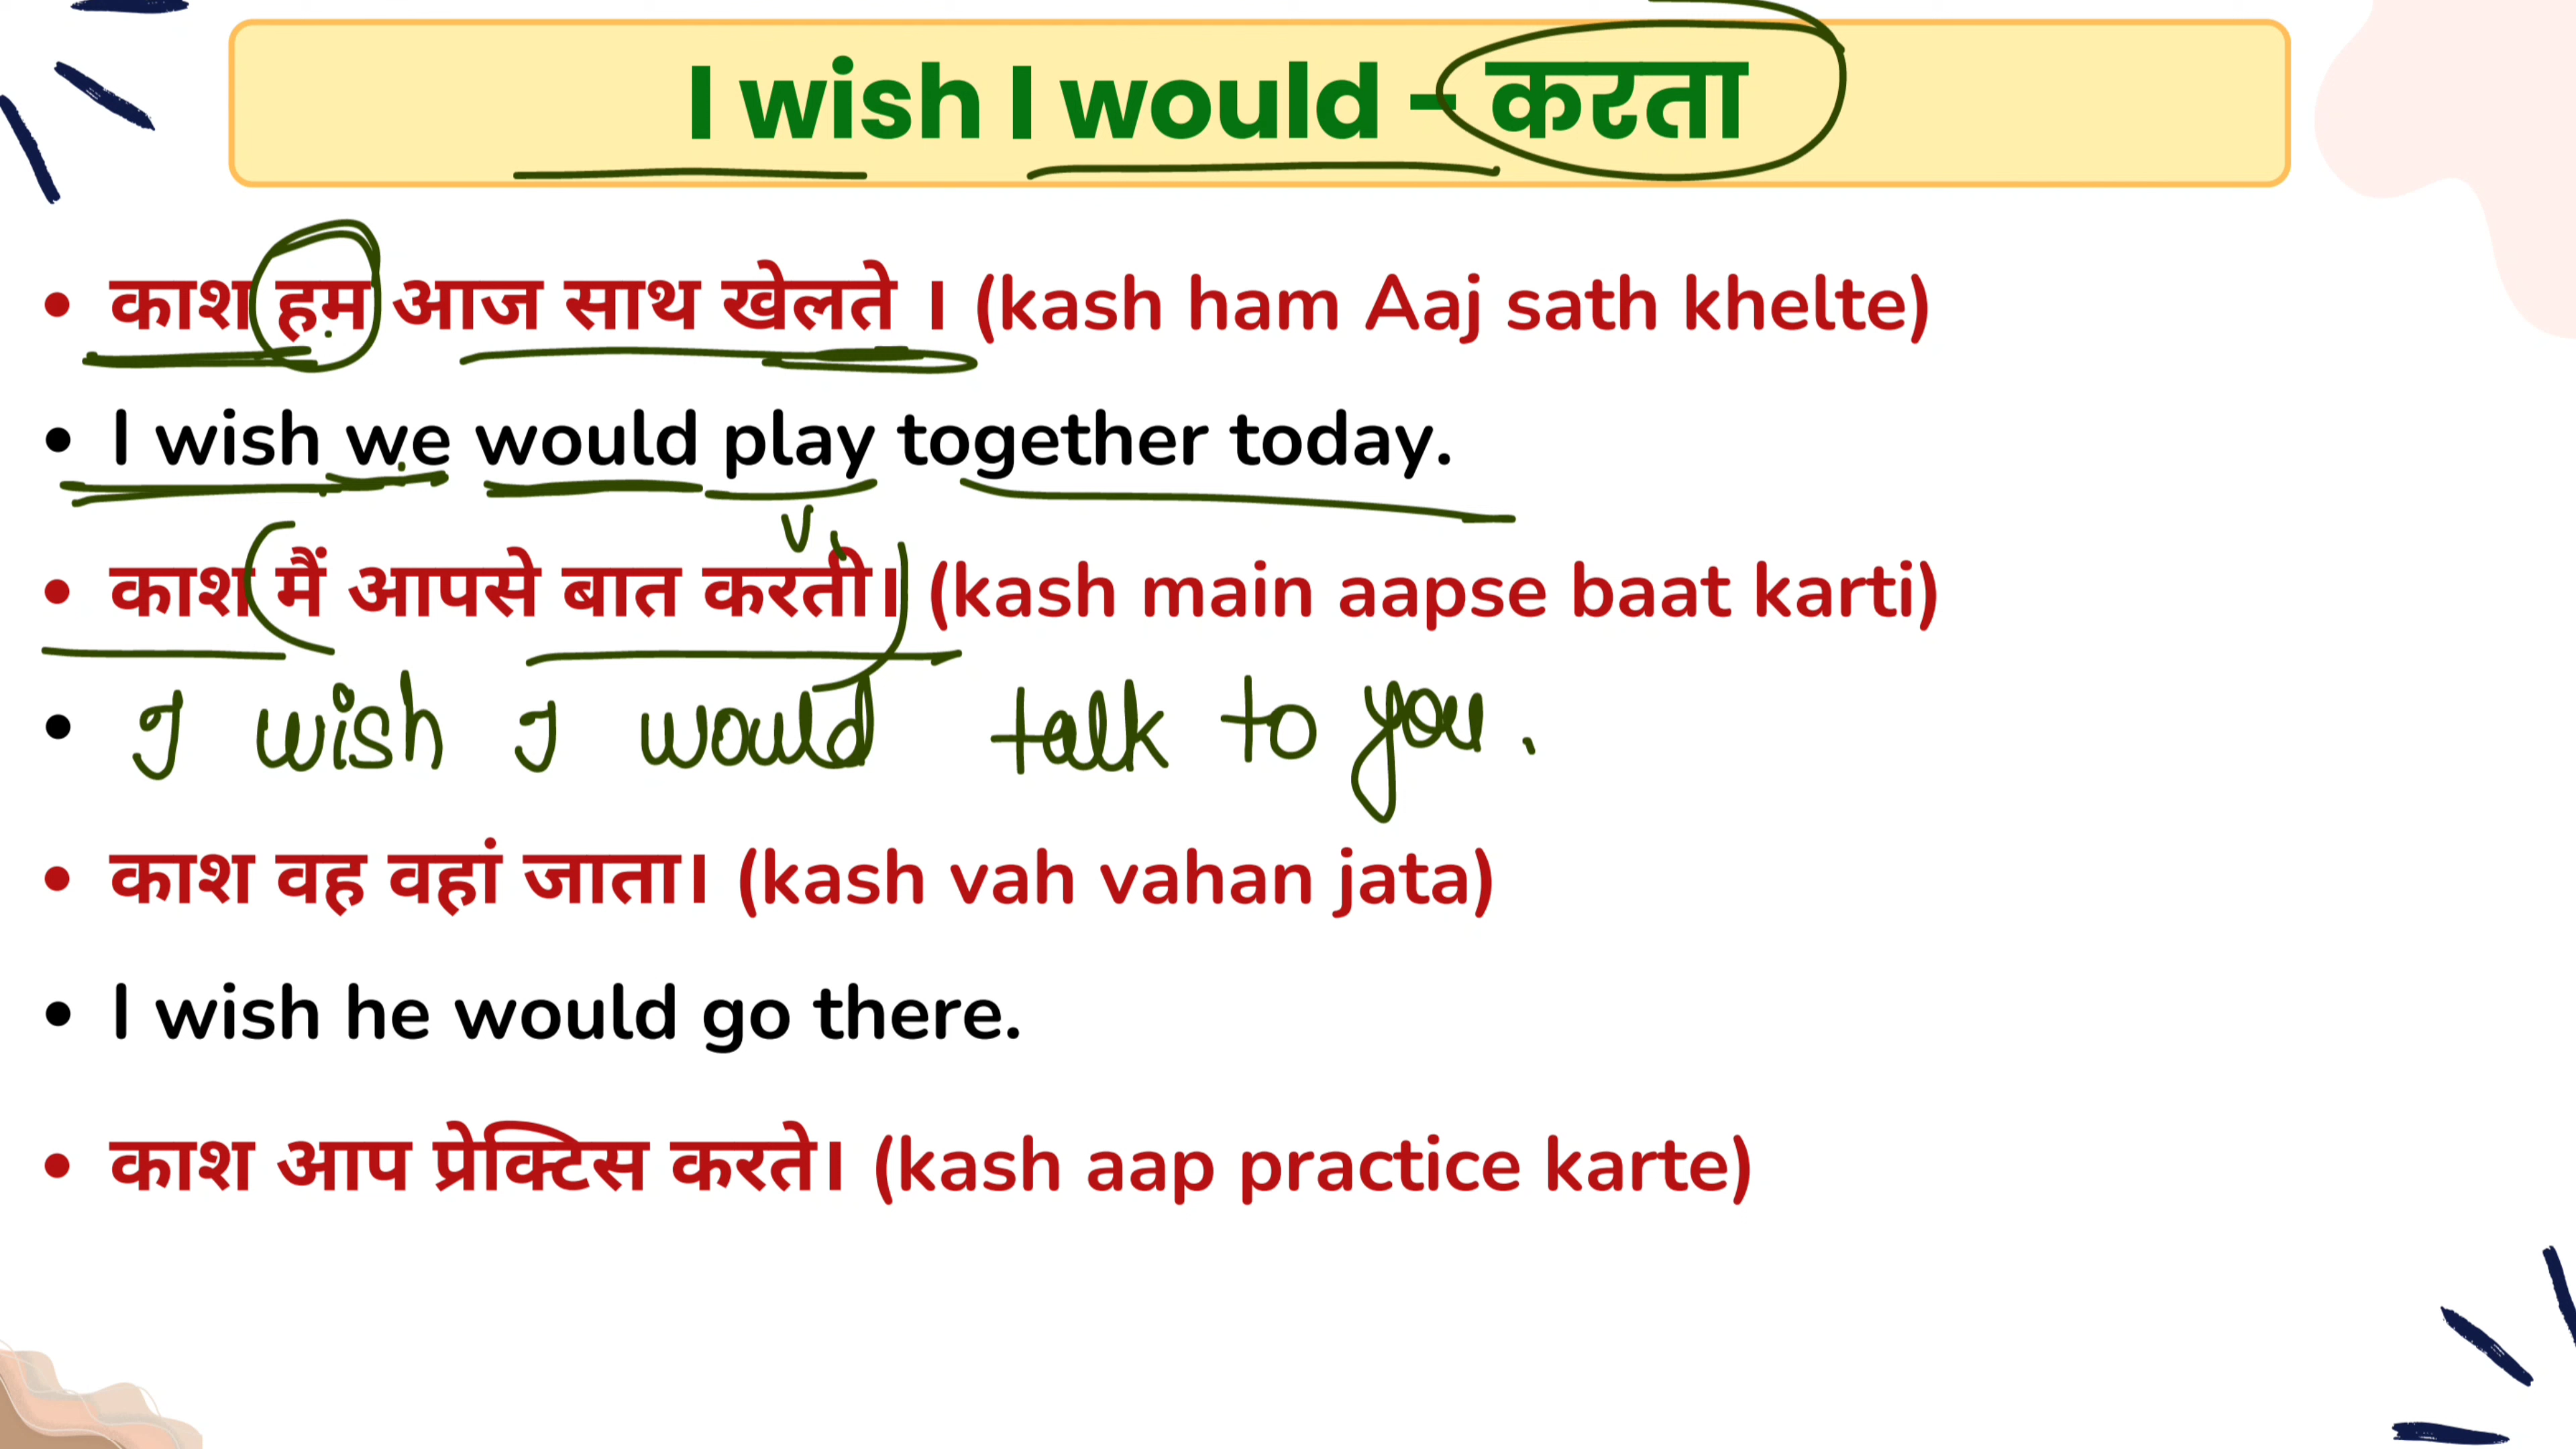 I wish I would - करता
• काश हम आज साथ खेलते । (kash ham Aaj sath khelte)
• I wish we would play together today.
• काश मैं आपसे बात करती। (kash main aapse baat karti)
• I wish I would talk to you.
• काश वह वहां जाता। (kash vah vahan jata)
• I wish he would go there.
• काश आप प्रेक्टिस करते। (kash aap practice karte)